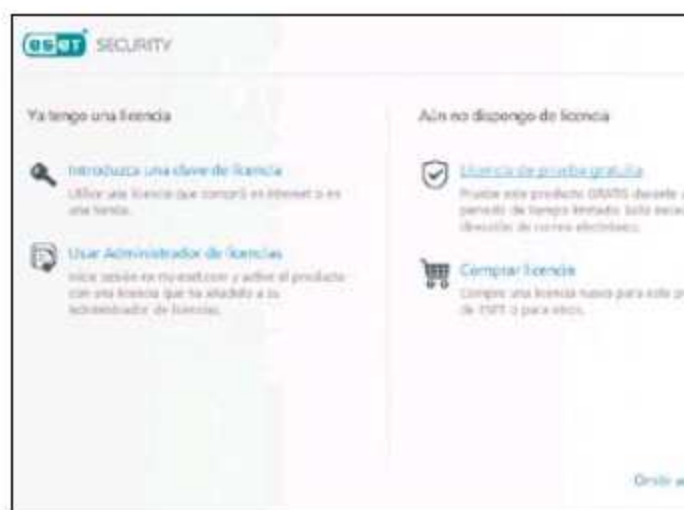 eseT SECURITY
Ya tengo una licencia
Introduzca una clave de licencia
Utilice una licencia que compró en Internet o en
una tienda.
Usar Administrador de licencias
Inicie sesión en my.eset.com y active el producto
con una licencia que ha añadido a su
Administrador de licencias.
Aún no dispongo de licencia
Licencia de prueba gratuita
Pruebe este producto GRATIS durante
periodo de tiempo limitado. Solo
dirección de correo electrónico.
Comprar licencia
Compre una licencia nueva para este
de ESET o para otros.
Omitir